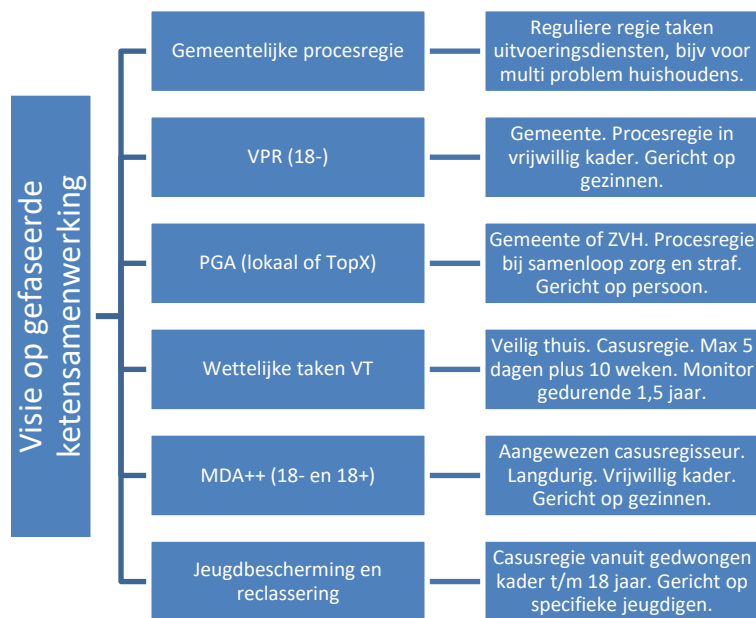 Visie op gefaseerde
ketensamenwerking
Gemeentelijke procesregie
Reguliere regie taken
uitvoeringsdiensten, bijv voor
multi problem huishoudens.
VPR (18-)
Gemeente. Procesregie in
vrijwillig kader. Gericht op
gezinnen.
PGA (lokaal of TopX)
Gemeente of ZVH. Procesregie
bij samenloop zorg en straf.
Gericht op persoon.
Wettelijke taken VT
Veilig thuis. Casusregie. Max 5
dagen plus 10 weken. Monitor
gedurende 1,5 jaar.
MDA++ (18- en 18+)
Aangewezen casusregisseur.
Langdurig. Vrijwillig kader.
Gericht op gezinnen.
Jeugdbescherming en
reclassering
Casusregie vanuit gedwongen
kader t/m 18 jaar. Gericht op
specifieke jeugdigen.